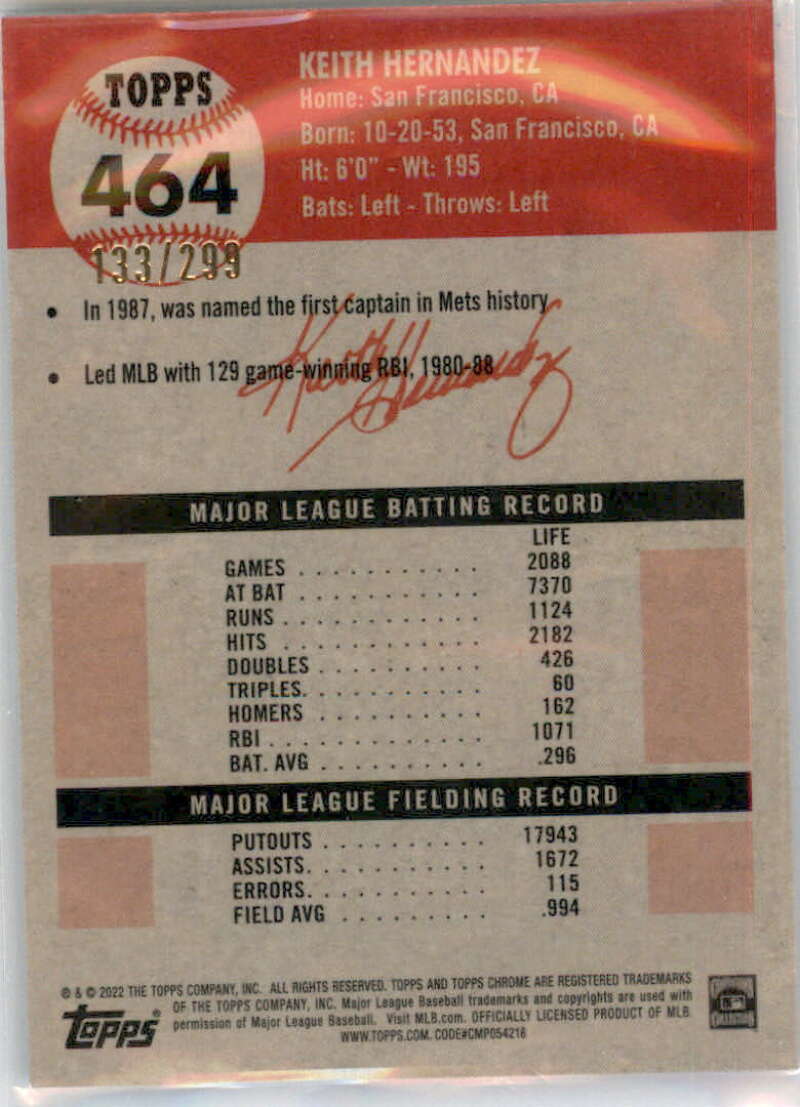 TOPPS
464
133/299
KEITH HERNANDEZ
Home: San Francisco, CA
Born: 10-20-53, San Francisco, CA
Ht: 6'0" - Wt: 195
Bats: Left - Throws: Left
• In 1987, was named the first captain in Mets history
• Led MLB with 129 game-winning RBI, 1980-88
Keith Hernandez
MAJOR LEAGUE BATTING RECORD
LIFE
GAMES . . . . . . . . . . . 2088
AT BAT . . . . . . . . . . . 7370
RUNS . . . . . . . . . . . . 1124
HITS . . . . . . . . . . . . 2182
DOUBLES . . . . . . . . . . 426
TRIPLES. . . . . . . . . . . 60
HOMERS . . . . . . . . . . 162
RBI . . . . . . . . . . . . . 1071
BAT. AVG . . . . . . . . . . .296
MAJOR LEAGUE FIELDING RECORD
PUTOUTS . . . . . . . . . . 17943
ASSISTS. . . . . . . . . . . 1672
ERRORS. . . . . . . . . . . 115
FIELD AVG . . . . . . . . . .994
® & © 2022 THE TOPPS COMPANY, INC. ALL RIGHTS RESERVED. TOPPS AND TOPPS CHROME ARE REGISTERED TRADEMARKS
OF THE TOPPS COMPANY, INC. Major League Baseball trademarks and copyrights are used with
permission of Major League Baseball. Visit MLB.com. OFFICIALLY LICENSED PRODUCT OF MLB
WWW.TOPPS.COM. CODE#CMP054216
Topps®